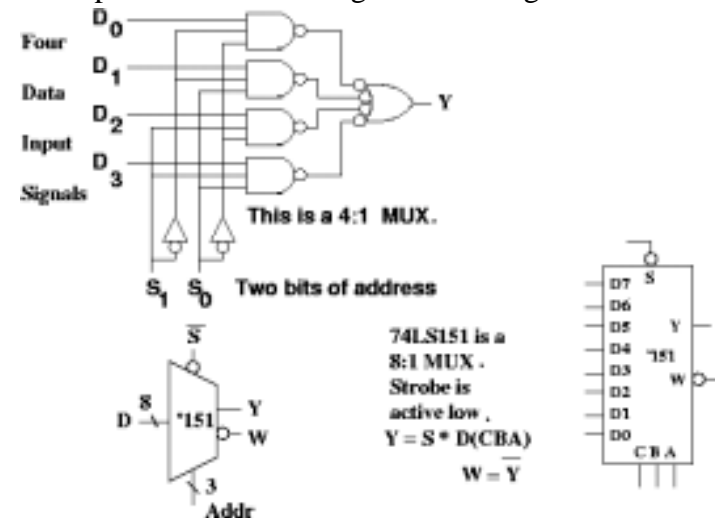 Four
Data
Input
Signals
D0
D1
D2
D3
Y
This is a 4:1 MUX.
S1 S0 Two bits of address
S̅
D 8 '151 Y
W
3
Addr
74LS151 is a
8:1 MUX.
Strobe is
active low.
Y = S * D(CBA)
W = Y̅
S
D7
D6
D5 Y
D4 '151
D3 W
D2
D1
D0
C B A